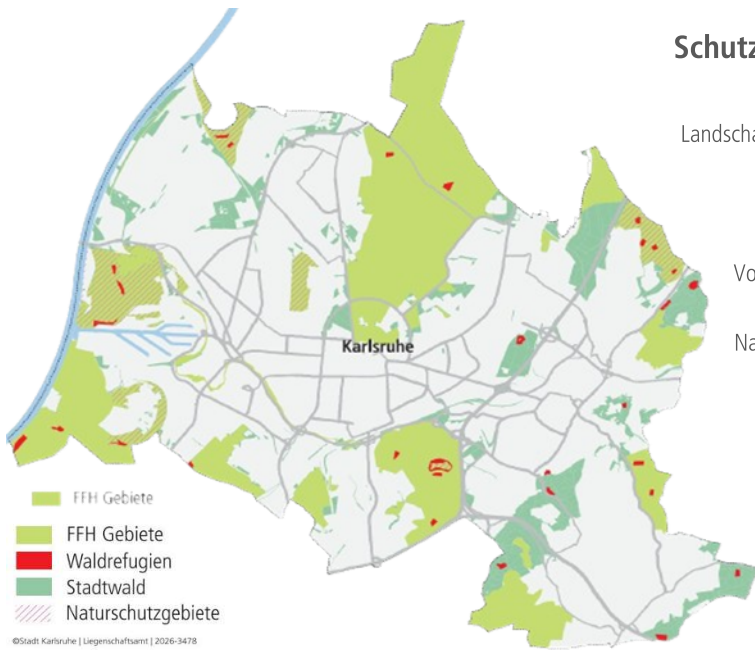 Schutz
Landscha
Vo
Na
Karlsruhe
FFH Gebiete
FFH Gebiete
Waldrefugien
Stadtwald
Naturschutzgebiete
©Stadt Karlsruhe | Liegenschaftsamt | 2026-3478